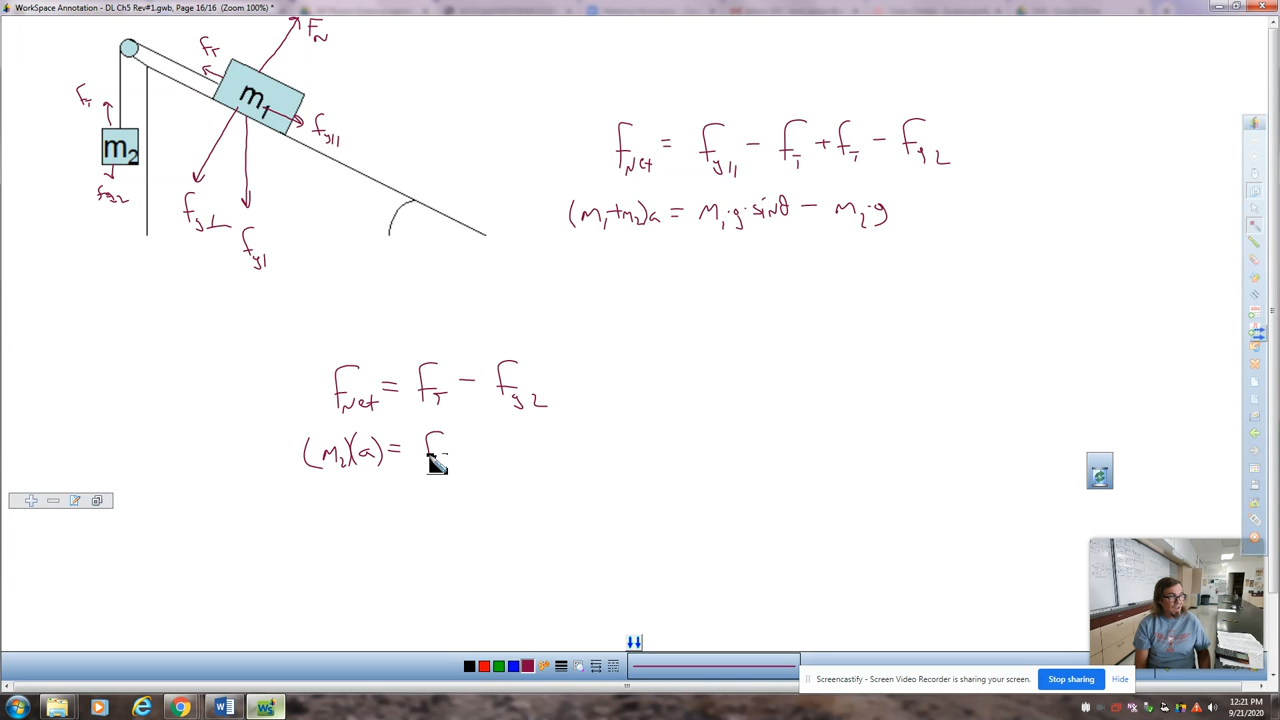 WorkSpace Annotation - DL Ch5 Rev#1.gwb, Page 16/16 (Zoom 100%) *
FN
fT
m1
fg||
fT
m2
fg2
fg⊥
fg1
fNet = fg|| - fT + fT - fg2
(m1+m2)a = m1·g·sinθ - m2·g
fNet = fT - fg2
(m2)(a) = f
Screencastify - Screen Video Recorder is sharing your screen.
Stop sharing
Hide
12:21 PM
9/21/2020